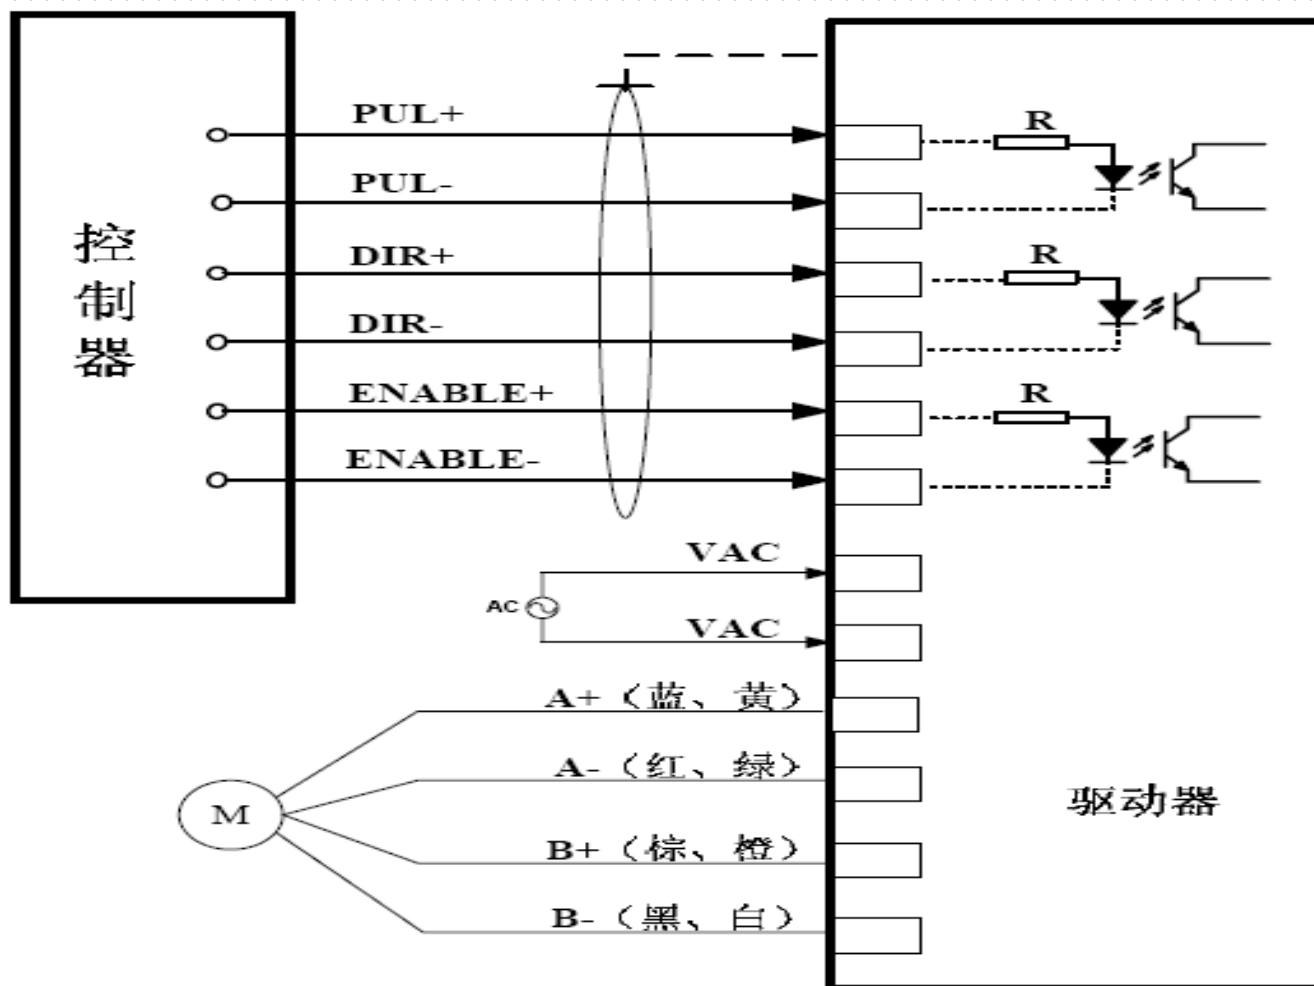 控制器
PUL+
PUL-
DIR+
DIR-
ENABLE+
ENABLE-
VAC
AC
VAC
A+（蓝、黄）
A-（红、绿）
B+（棕、橙）
B-（黑、白）
M
R
R
R
驱动器